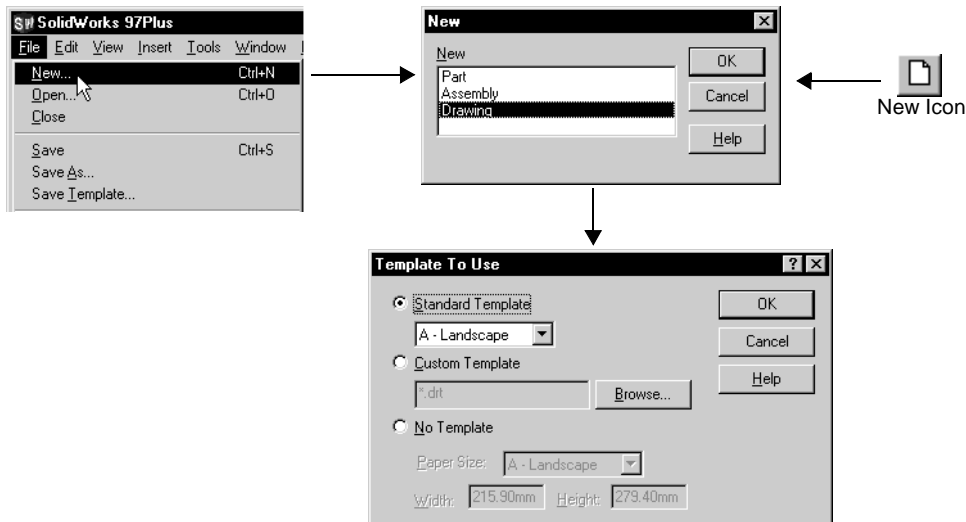 SW SolidWorks 97Plus
File Edit View Insert Tools Window
New... Ctrl+N
Open... Ctrl+O
Close
Save Ctrl+S
Save As...
Save Template...
New
New
Part
Assembly
Drawing
OK
Cancel
Help
New Icon
Template To Use
Standard Template
A - Landscape
Custom Template
*.drt
Browse...
No Template
Paper Size: A - Landscape
Width: 215.90mm Height: 279.40mm
OK
Cancel
Help